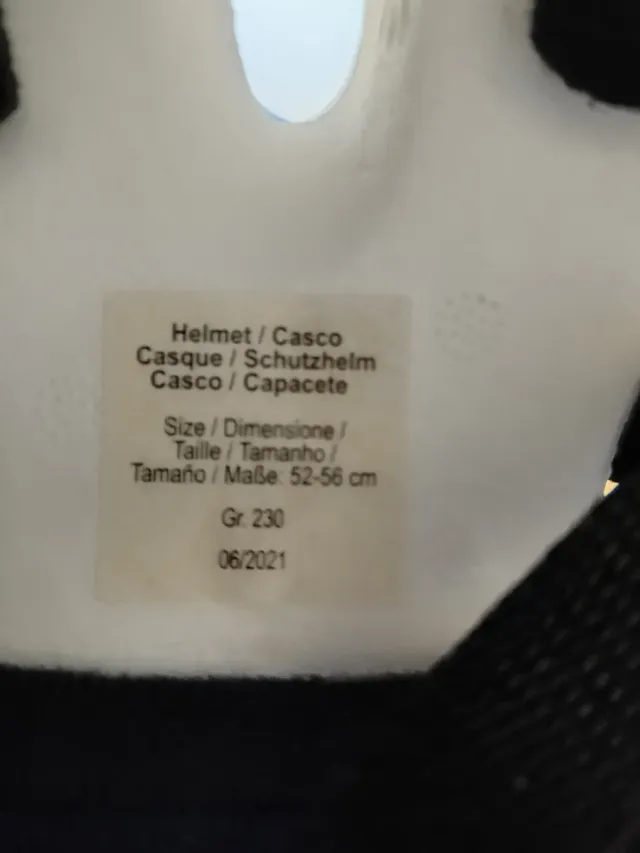 Helmet / Casco
Casque / Schutzhelm
Casco / Capacete
Size / Dimensione /
Taille / Tamanho /
Tamaño / Maße: 52-56 cm
Gr. 230
06/2021